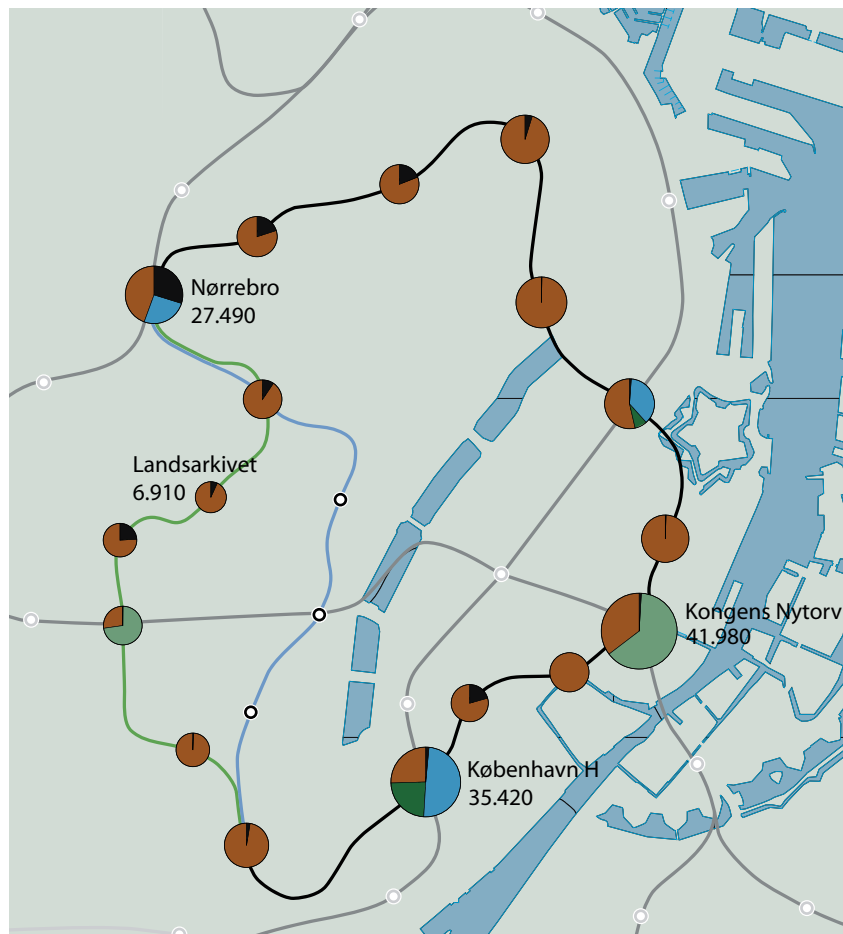 Nørrebro
27.490
Landsarkivet
6.910
Kongens Nytorv
41.980
København H
35.420